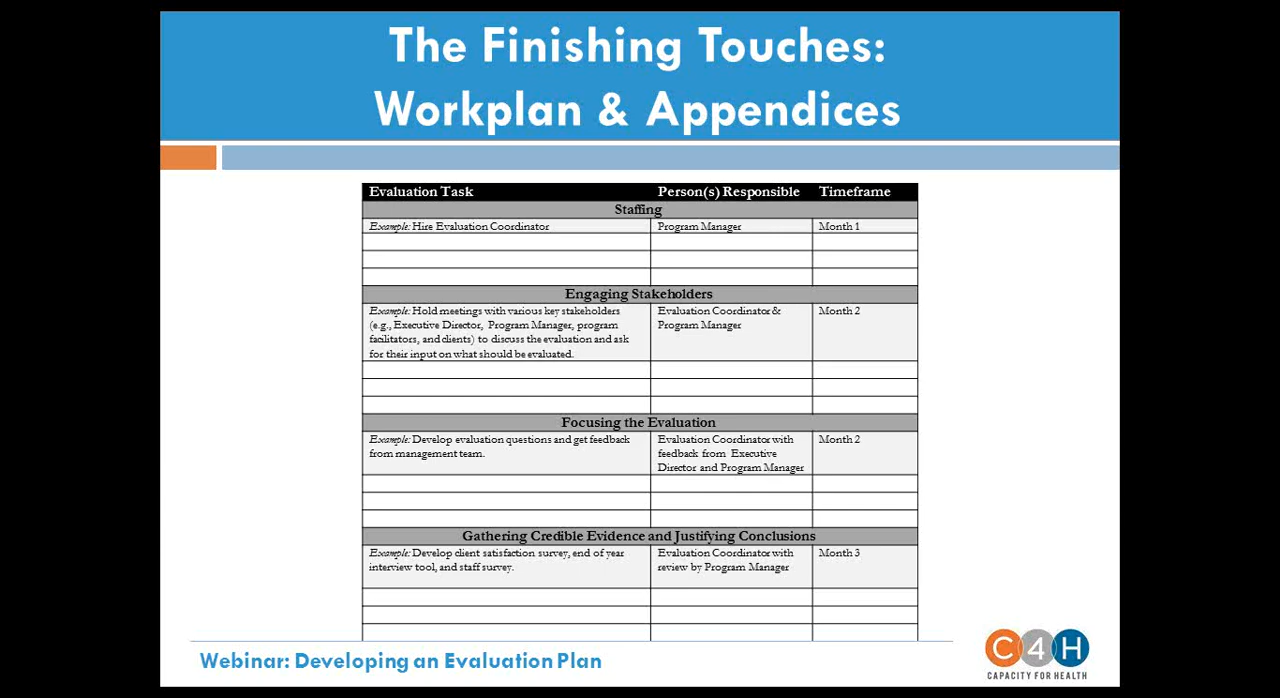 The Finishing Touches:
Workplan & Appendices
Evaluation Task Person(s) Responsible Timeframe
Staffing
Example: Hire Evaluation Coordinator Program Manager Month 1
Engaging Stakeholders
Example: Hold meetings with various key stakeholders Evaluation Coordinator & Month 2
(e.g., Executive Director, Program Manager, program Program Manager
facilitators, and clients) to discuss the evaluation and ask
for their input on what should be evaluated.
Focusing the Evaluation
Example: Develop evaluation questions and get feedback Evaluation Coordinator with Month 2
from management team. feedback from Executive
Director and Program Manager
Gathering Credible Evidence and Justifying Conclusions
Example: Develop client satisfaction survey, end of year Evaluation Coordinator with Month 3
interview tool, and staff survey. review by Program Manager
Webinar: Developing an Evaluation Plan
C4H
CAPACITY FOR HEALTH